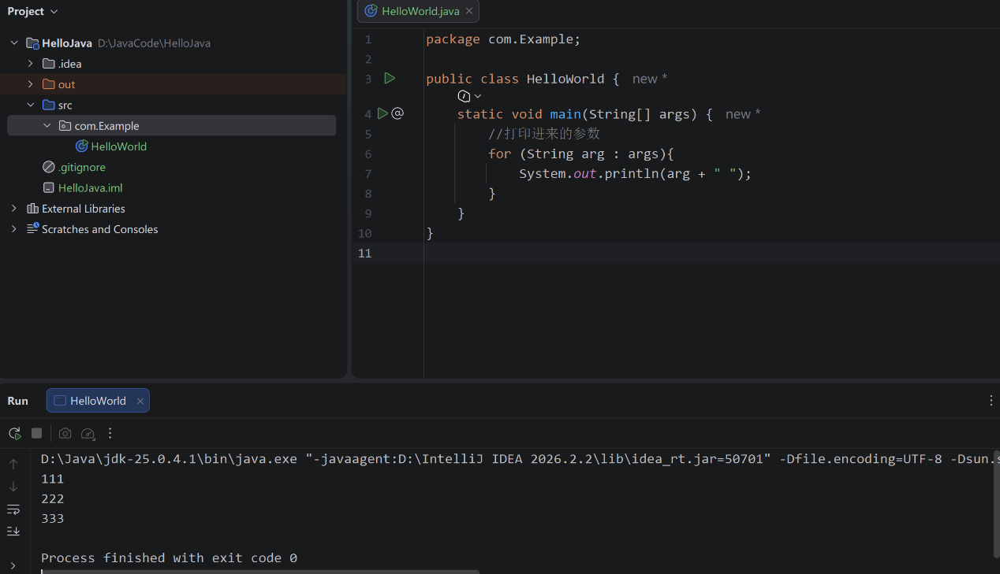 Project
HelloJava D:\JavaCode\HelloJava
.idea
out
src
com.Example
HelloWorld
.gitignore
HelloJava.iml
External Libraries
Scratches and Consoles
HelloWorld.java
1 package com.Example;
2
3 public class HelloWorld { new *
4 static void main(String[] args) { new *
5 //打印进来的参数
6 for (String arg : args){
7 System.out.println(arg + " ");
8 }
9 }
10 }
11
Run HelloWorld
D:\Java\jdk-25.0.4.1\bin\java.exe "-javaagent:D:\IntelliJ IDEA 2026.2.2\lib\idea_rt.jar=50701" -Dfile.encoding=UTF-8 -Dsun.s
111
222
333
Process finished with exit code 0